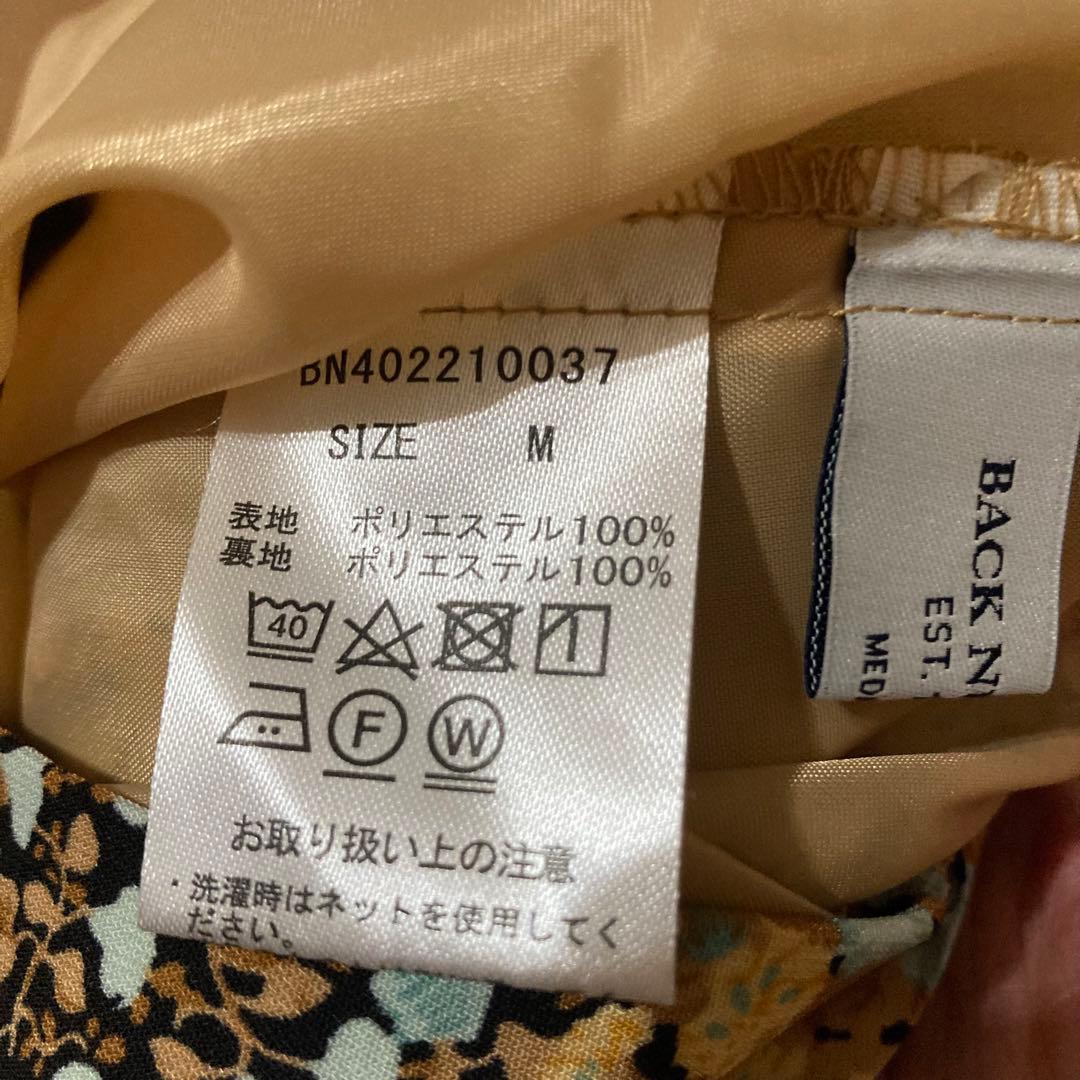 BN402210037
SIZE M
表地 ポリエステル100%
裏地 ポリエステル100%
40
1
F
W
お取り扱い上の注意
・洗濯時はネットを使用してく
ださい。
BACK
EST.